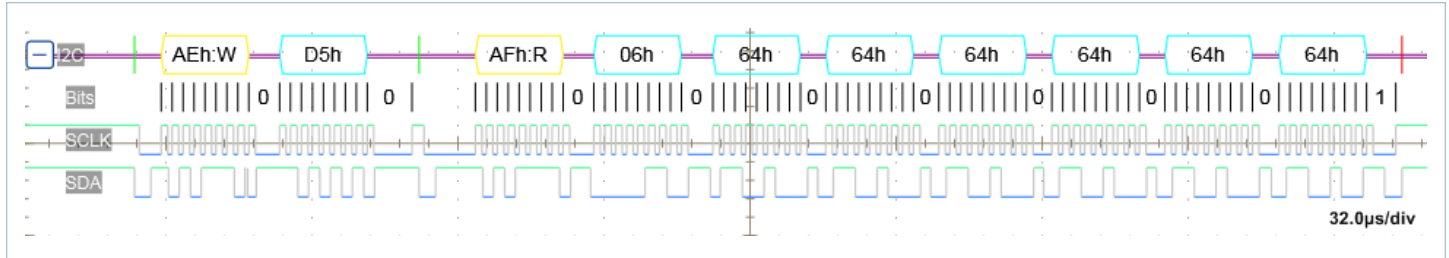 I2C AEh:W D5h AFh:R 06h 64h 64h 64h 64h 64h 64h
Bits 0 0 0 0 0 0 0 0 0 1
SCLK
SDA
32.0µs/div